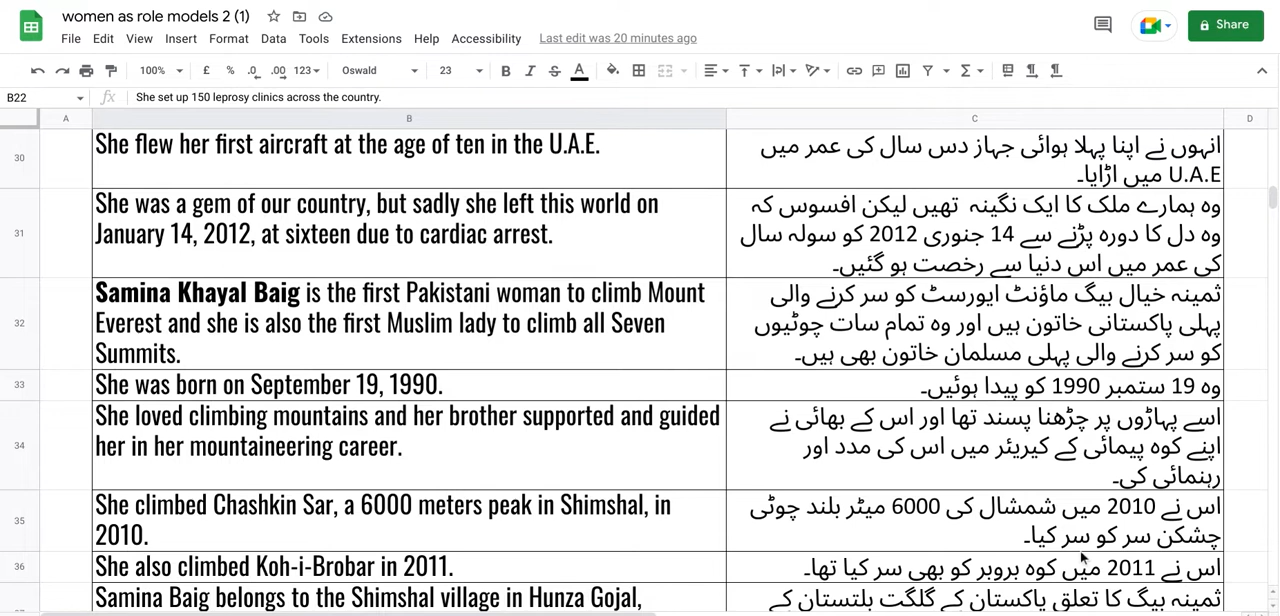 women as role models 2 (1)
File Edit View Insert Format Data Tools Extensions Help Accessibility Last edit was 20 minutes ago
Share
100% £ % .0 .00 123 Oswald 23 B I S A
B22 fx She set up 150 leprosy clinics across the country.
A B C D
30
She flew her first aircraft at the age of ten in the U.A.E.
انہوں نے اپنا پہلا ہوائی جہاز دس سال کی عمر میں
U.A.E میں اڑایا۔
31
She was a gem of our country, but sadly she left this world on
January 14, 2012, at sixteen due to cardiac arrest.
وہ ہمارے ملک کا ایک نگینہ تھیں لیکن افسوس کہ
وہ دل کا دورہ پڑنے سے 14 جنوری 2012 کو سولہ سال
کی عمر میں اس دنیا سے رخصت ہو گئیں۔
32
Samina Khayal Baig is the first Pakistani woman to climb Mount
Everest and she is also the first Muslim lady to climb all Seven
Summits.
ثمینہ خیال بیگ ماؤنٹ ایورسٹ کو سر کرنے والی
پہلی پاکستانی خاتون ہیں اور وہ تمام سات چوٹیوں
کو سر کرنے والی پہلی مسلمان خاتون بھی ہیں۔
33
She was born on September 19, 1990.
وہ 19 ستمبر 1990 کو پیدا ہوئیں۔
34
She loved climbing mountains and her brother supported and guided
her in her mountaineering career.
اسے پہاڑوں پر چڑھنا پسند تھا اور اس کے بھائی نے
اپنے کوہ پیمائی کے کیریئر میں اس کی مدد اور
رہنمائی کی۔
35
She climbed Chashkin Sar, a 6000 meters peak in Shimshal, in
2010.
اس نے 2010 میں شمشال کی 6000 میٹر بلند چوٹی
چشکن سر کو سر کیا۔
36
She also climbed Koh-i-Brobar in 2011.
اس نے 2011 میں کوہ بروبر کو بھی سر کیا تھا۔
Samina Baig belongs to the Shimshal village in Hunza Gojal,
ثمینہ بیگ کا تعلق پاکستان کے گلگت بلتستان کے